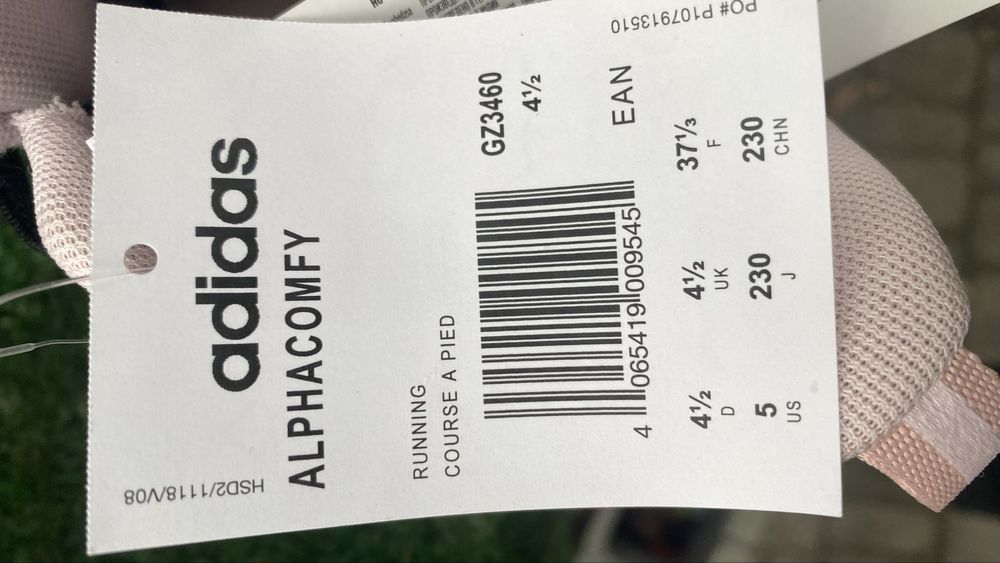 adidas
ALPHACOMFY
RUNNING
COURSE A PIED
GZ3460
4½
EAN
4 065419 009545
4½ D
4½ UK
37⅓ F
5 US
230 J
230 CHN
HSD2/1118/V08
PO# P107913510